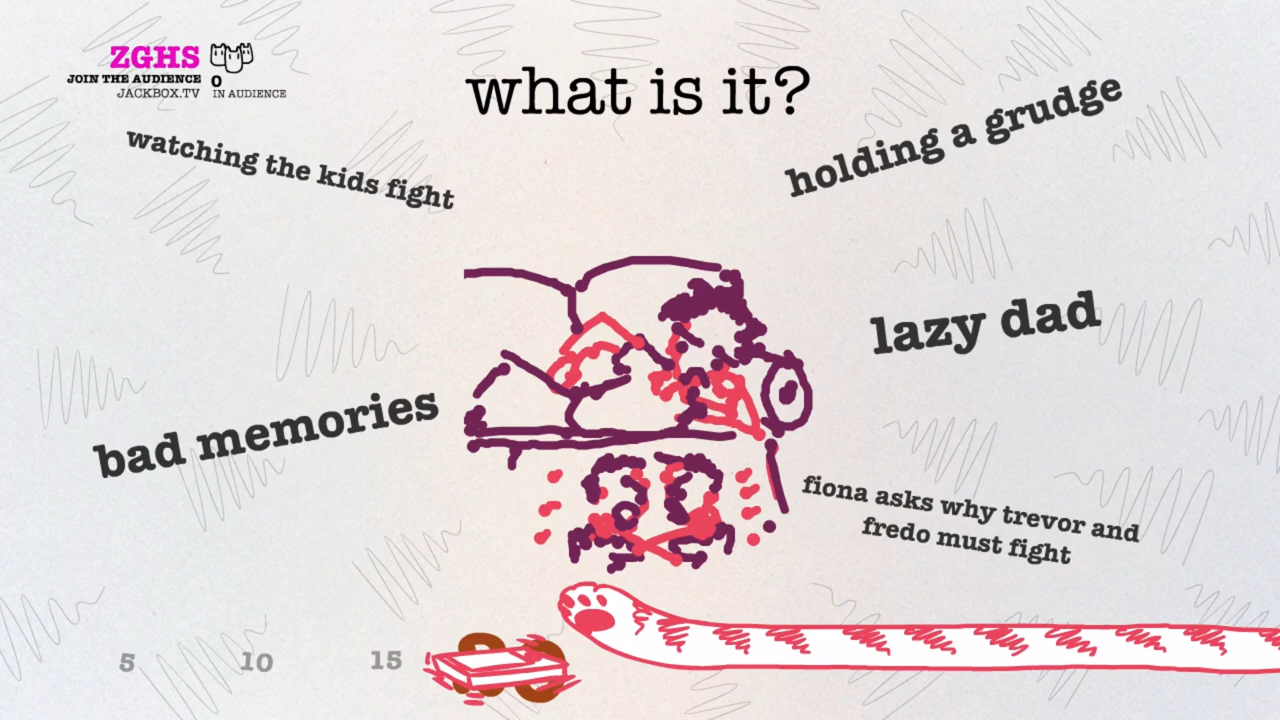 ZGHS
JOIN THE AUDIENCE
JACKBOX.TV
0
IN AUDIENCE
what is it?
watching the kids fight
holding a grudge
lazy dad
bad memories
fiona asks why trevor and
fredo must fight
5 10 15